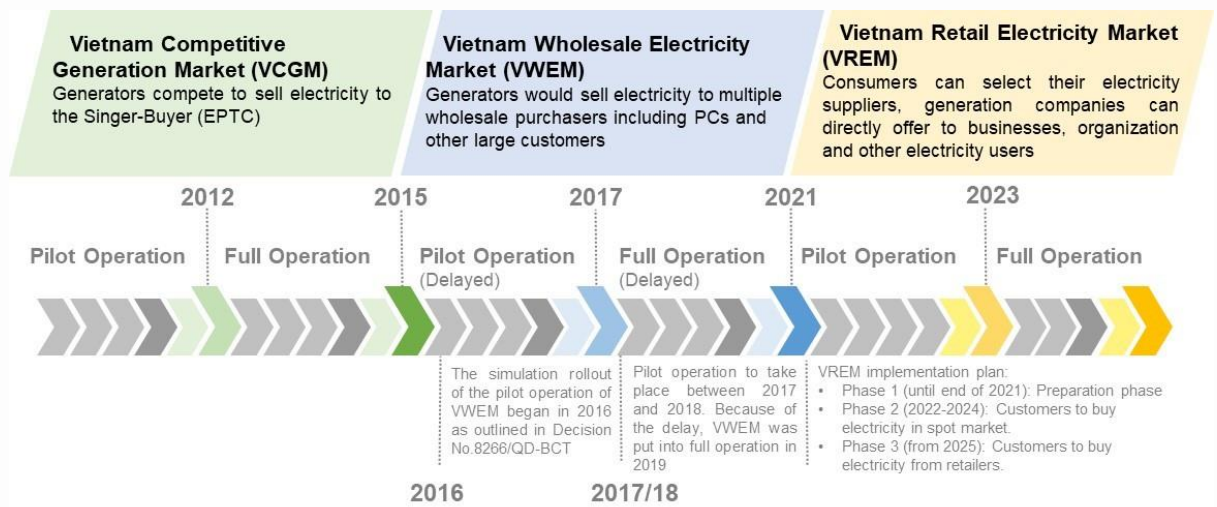 Vietnam Competitive
Generation Market (VCGM)
Generators compete to sell electricity to
the Singer-Buyer (EPTC)
Vietnam Wholesale Electricity
Market (VWEM)
Generators would sell electricity to multiple
wholesale purchasers including PCs and
other large customers
Vietnam Retail Electricity Market
(VREM)
Consumers can select their electricity
suppliers, generation companies can
directly offer to businesses, organization
and other electricity users
2012
2015
2017
2021
2023
Pilot Operation
Full Operation
Pilot Operation
(Delayed)
Full Operation
(Delayed)
Pilot Operation
Full Operation
The simulation rollout
of the pilot operation of
VWEM began in 2016
as outlined in Decision
No.8266/QD-BCT
Pilot operation to take
place between 2017
and 2018. Because of
the delay, VWEM was
put into full operation in
2019
VREM implementation plan:
• Phase 1 (until end of 2021): Preparation phase
• Phase 2 (2022-2024): Customers to buy
electricity in spot market.
• Phase 3 (from 2025): Customers to buy
electricity from retailers.
2016
2017/18